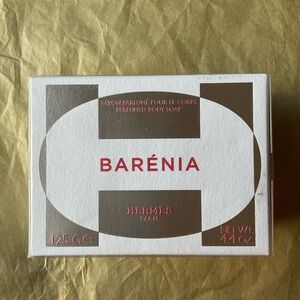 SAVON PARFUMÉ POUR LE CORPS
PERFUMED BODY SOAP
BARÉNIA
HERMÈS
PARIS
125 G ℮
NET WT.
4.4 OZ